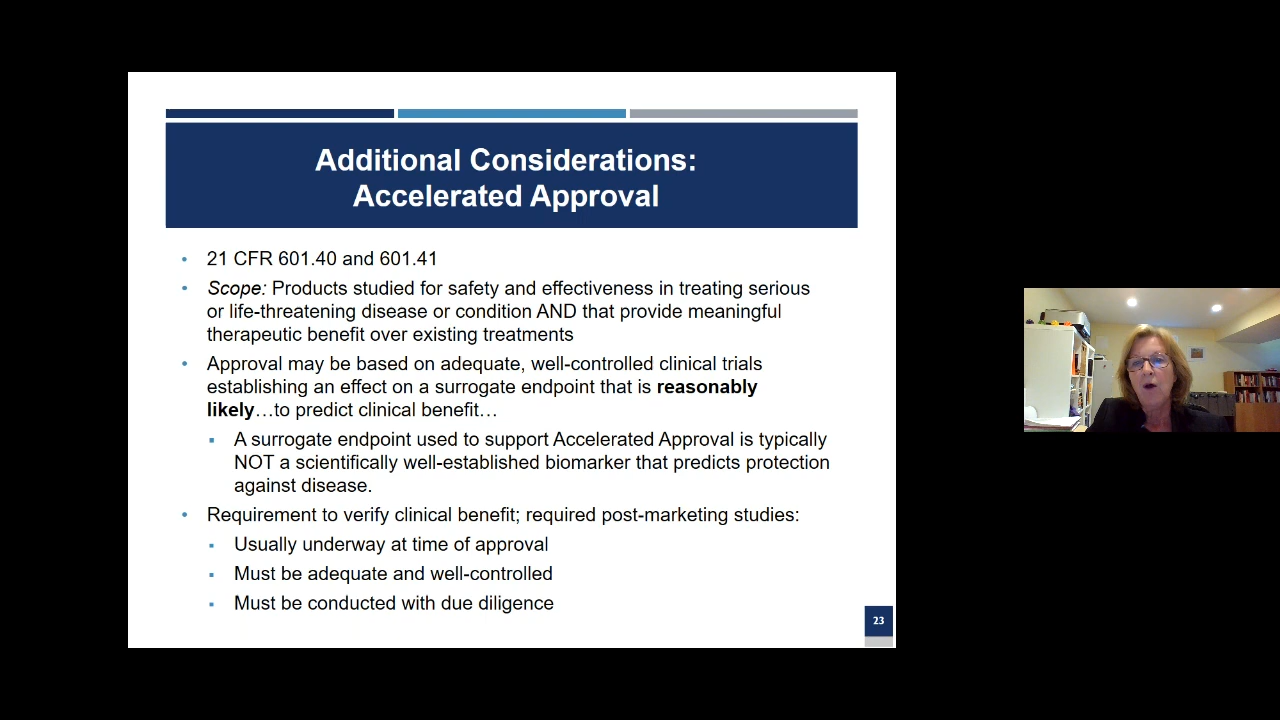 Additional Considerations:
Accelerated Approval
• 21 CFR 601.40 and 601.41
• Scope: Products studied for safety and effectiveness in treating serious
or life-threatening disease or condition AND that provide meaningful
therapeutic benefit over existing treatments
• Approval may be based on adequate, well-controlled clinical trials
establishing an effect on a surrogate endpoint that is reasonably
likely…to predict clinical benefit…
▪ A surrogate endpoint used to support Accelerated Approval is typically
NOT a scientifically well-established biomarker that predicts protection
against disease.
• Requirement to verify clinical benefit; required post-marketing studies:
▪ Usually underway at time of approval
▪ Must be adequate and well-controlled
▪ Must be conducted with due diligence
23